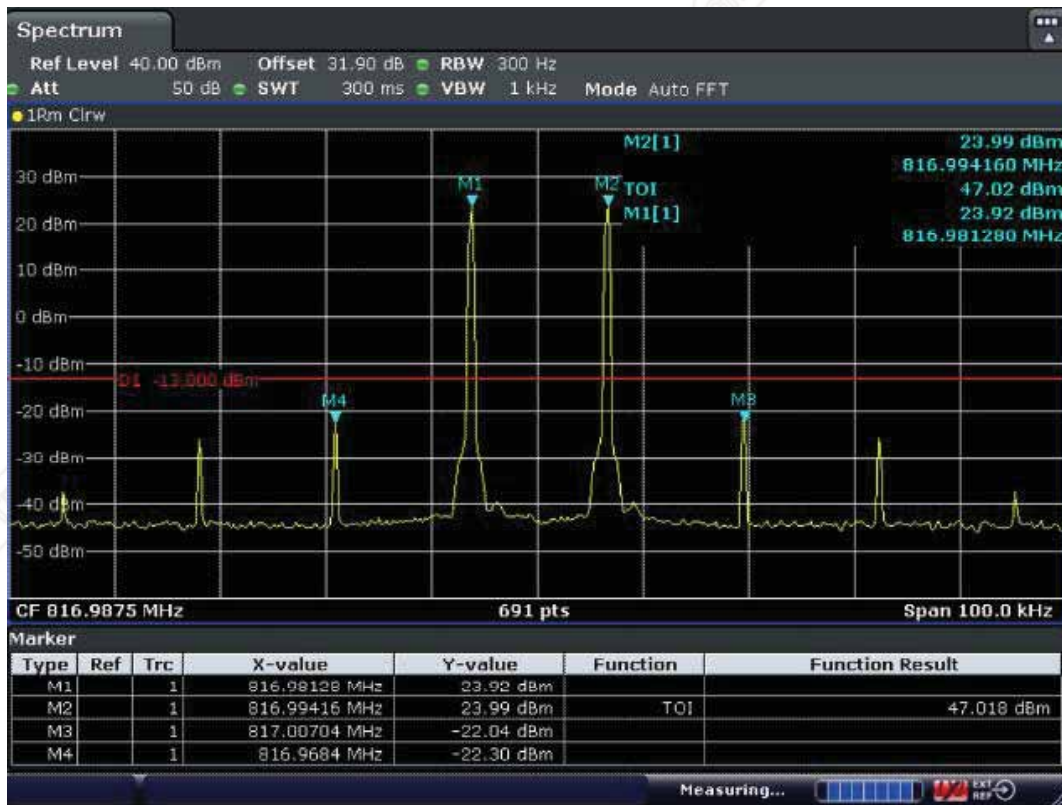 Spectrum
Ref Level 40.00 dBm Offset 31.90 dB RBW 300 Hz
Att 50 dB SWT 300 ms VBW 1 kHz Mode Auto FFT
1Rm Clrw
M2[1] 23.99 dBm
816.994160 MHz
TOI 47.02 dBm
M1[1] 23.92 dBm
816.981280 MHz
M1 M2
30 dBm
20 dBm
10 dBm
0 dBm
-10 dBm
D1 -13.000 dBm
M4 M3
-20 dBm
-30 dBm
-40 dBm
-50 dBm
CF 816.9875 MHz 691 pts Span 100.0 kHz
Marker
Type Ref Trc X-value Y-value Function Function Result
M1 1 816.98128 MHz 23.92 dBm
M2 1 816.99416 MHz 23.99 dBm TOI 47.018 dBm
M3 1 817.00704 MHz -22.04 dBm
M4 1 816.9684 MHz -22.30 dBm
Measuring... EXT REF